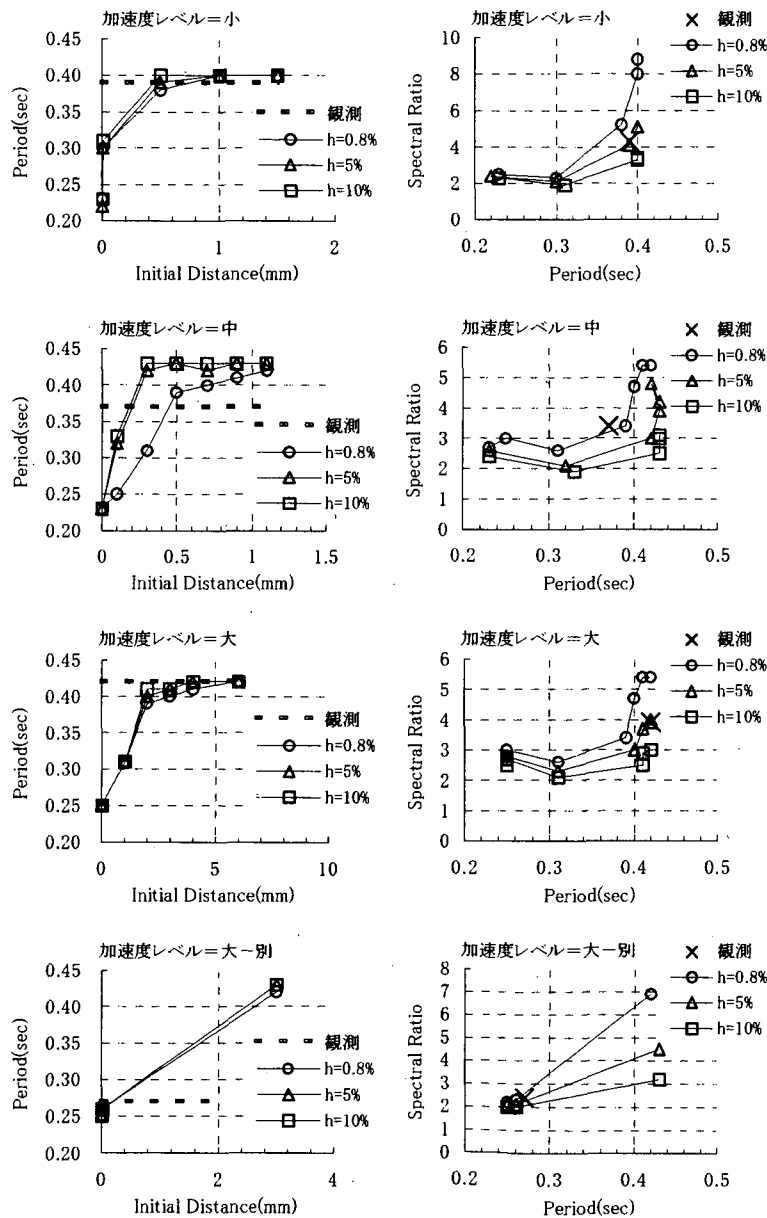 加速度レベル＝小
0.45
0.40
0.35
0.30
0.25
0.20
Period(sec)
観測
h=0.8%
h=5%
h=10%
0 1 2
Initial Distance(mm)
加速度レベル＝小
観測
h=0.8%
h=5%
h=10%
10
8
6
4
2
0
Spectral Ratio
0.2 0.3 0.4 0.5
Period(sec)
加速度レベル＝中
0.45
0.40
0.35
0.30
0.25
0.20
Period(sec)
観測
h=0.8%
h=5%
h=10%
0 0.5 1 1.5
Initial Distance(mm)
加速度レベル＝中
観測
h=0.8%
h=5%
h=10%
6
5
4
3
2
1
0
Spectral Ratio
0.2 0.3 0.4 0.5
Period(sec)
加速度レベル＝大
0.45
0.40
0.35
0.30
0.25
0.20
Period(sec)
観測
h=0.8%
h=5%
h=10%
0 5 10
Initial Distance(mm)
加速度レベル＝大
観測
h=0.8%
h=5%
h=10%
6
5
4
3
2
1
0
Spectral Ratio
0.2 0.3 0.4 0.5
Period(sec)
加速度レベル＝大－別
0.45
0.40
0.35
0.30
0.25
0.20
Period(sec)
観測
h=0.8%
h=5%
h=10%
0 2 4
Initial Distance(mm)
加速度レベル＝大－別
観測
h=0.8%
h=5%
h=10%
8
7
6
5
4
3
2
1
0
Spectral Ratio
0.2 0.3 0.4 0.5
Period(sec)